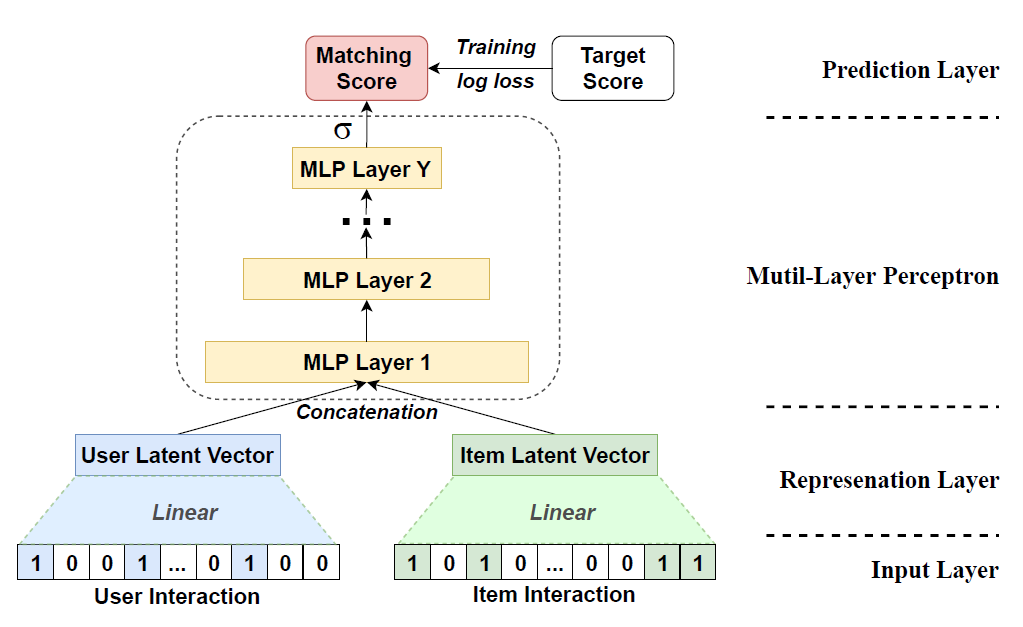 Matching
Score
Training
log loss
Target
Score
Prediction Layer
σ
MLP Layer Y
...
MLP Layer 2
Mutil-Layer Perceptron
MLP Layer 1
Concatenation
User Latent Vector
Item Latent Vector
Represenation Layer
Linear
Linear
1 0 0 1 ... 0 1 0 0
1 0 1 0 ... 0 0 1 1
Input Layer
User Interaction
Item Interaction